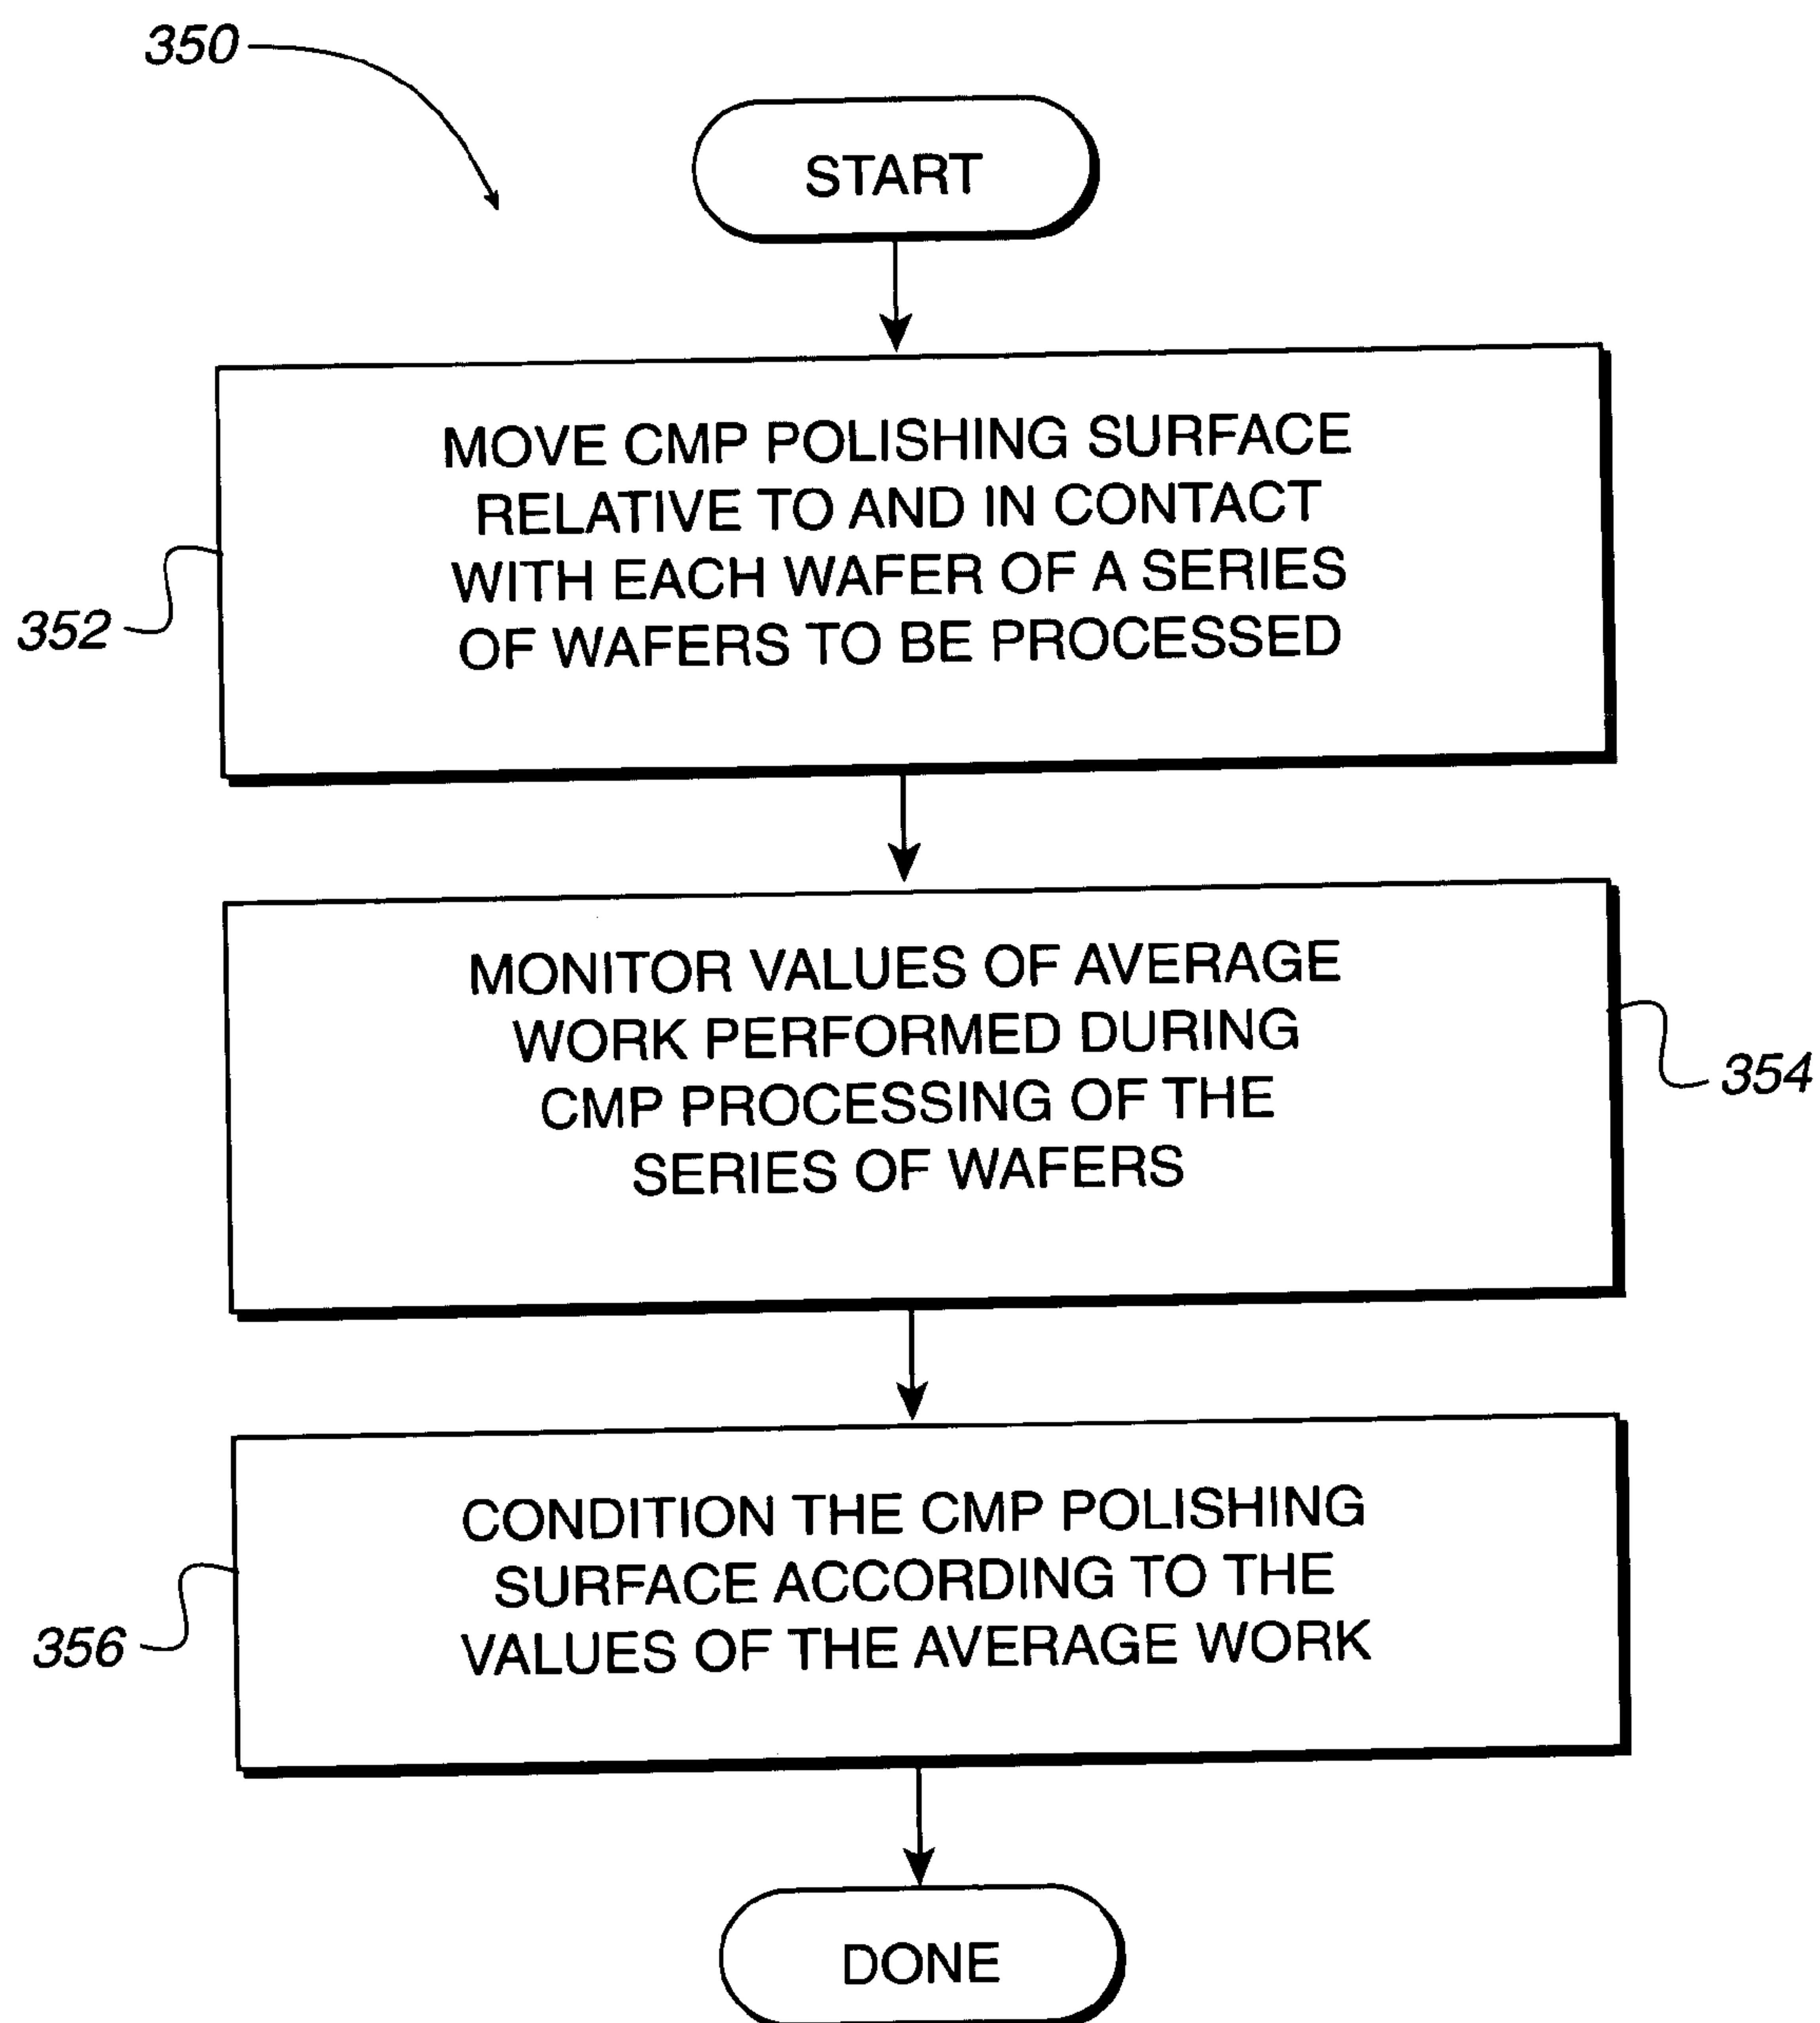 350
START
MOVE CMP POLISHING SURFACE
RELATIVE TO AND IN CONTACT
WITH EACH WAFER OF A SERIES
OF WAFERS TO BE PROCESSED
352
MONITOR VALUES OF AVERAGE
WORK PERFORMED DURING
CMP PROCESSING OF THE
SERIES OF WAFERS
354
CONDITION THE CMP POLISHING
SURFACE ACCORDING TO THE
VALUES OF THE AVERAGE WORK
356
DONE